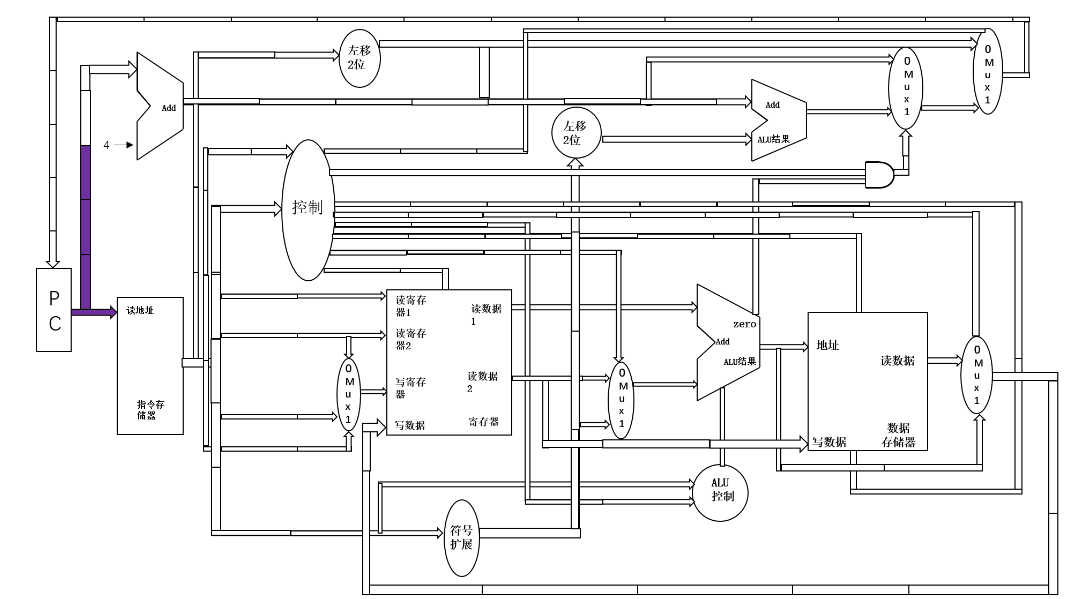 左移
2位
0
M
u
x
1
0
M
u
x
1
Add
Add
4
左移
2位
ALU结果
控制
P
C
读地址
指令存
储器
读寄存
器1
读数据
1
读寄存
器2
写寄存
器
读数据
2
写数据
寄存器
0
M
u
x
1
0
M
u
x
1
zero
Add
ALU结果
地址
读数据
写数据
数据
存储器
0
M
u
x
1
ALU
控制
符号
扩展